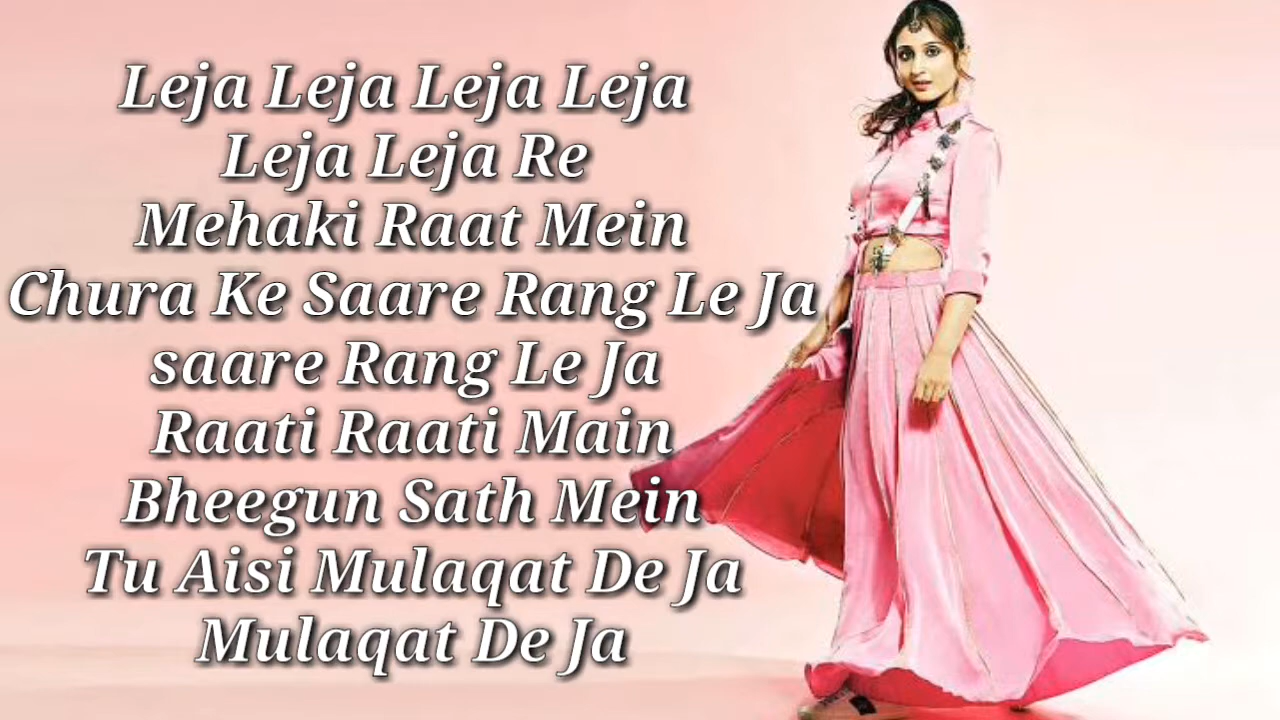 Leja Leja Leja Leja
Leja Leja Re
Mehaki Raat Mein
Chura Ke Saare Rang Le Ja
saare Rang Le Ja
Raati Raati Main
Bheegun Sath Mein
Tu Aisi Mulaqat De Ja
Mulaqat De Ja